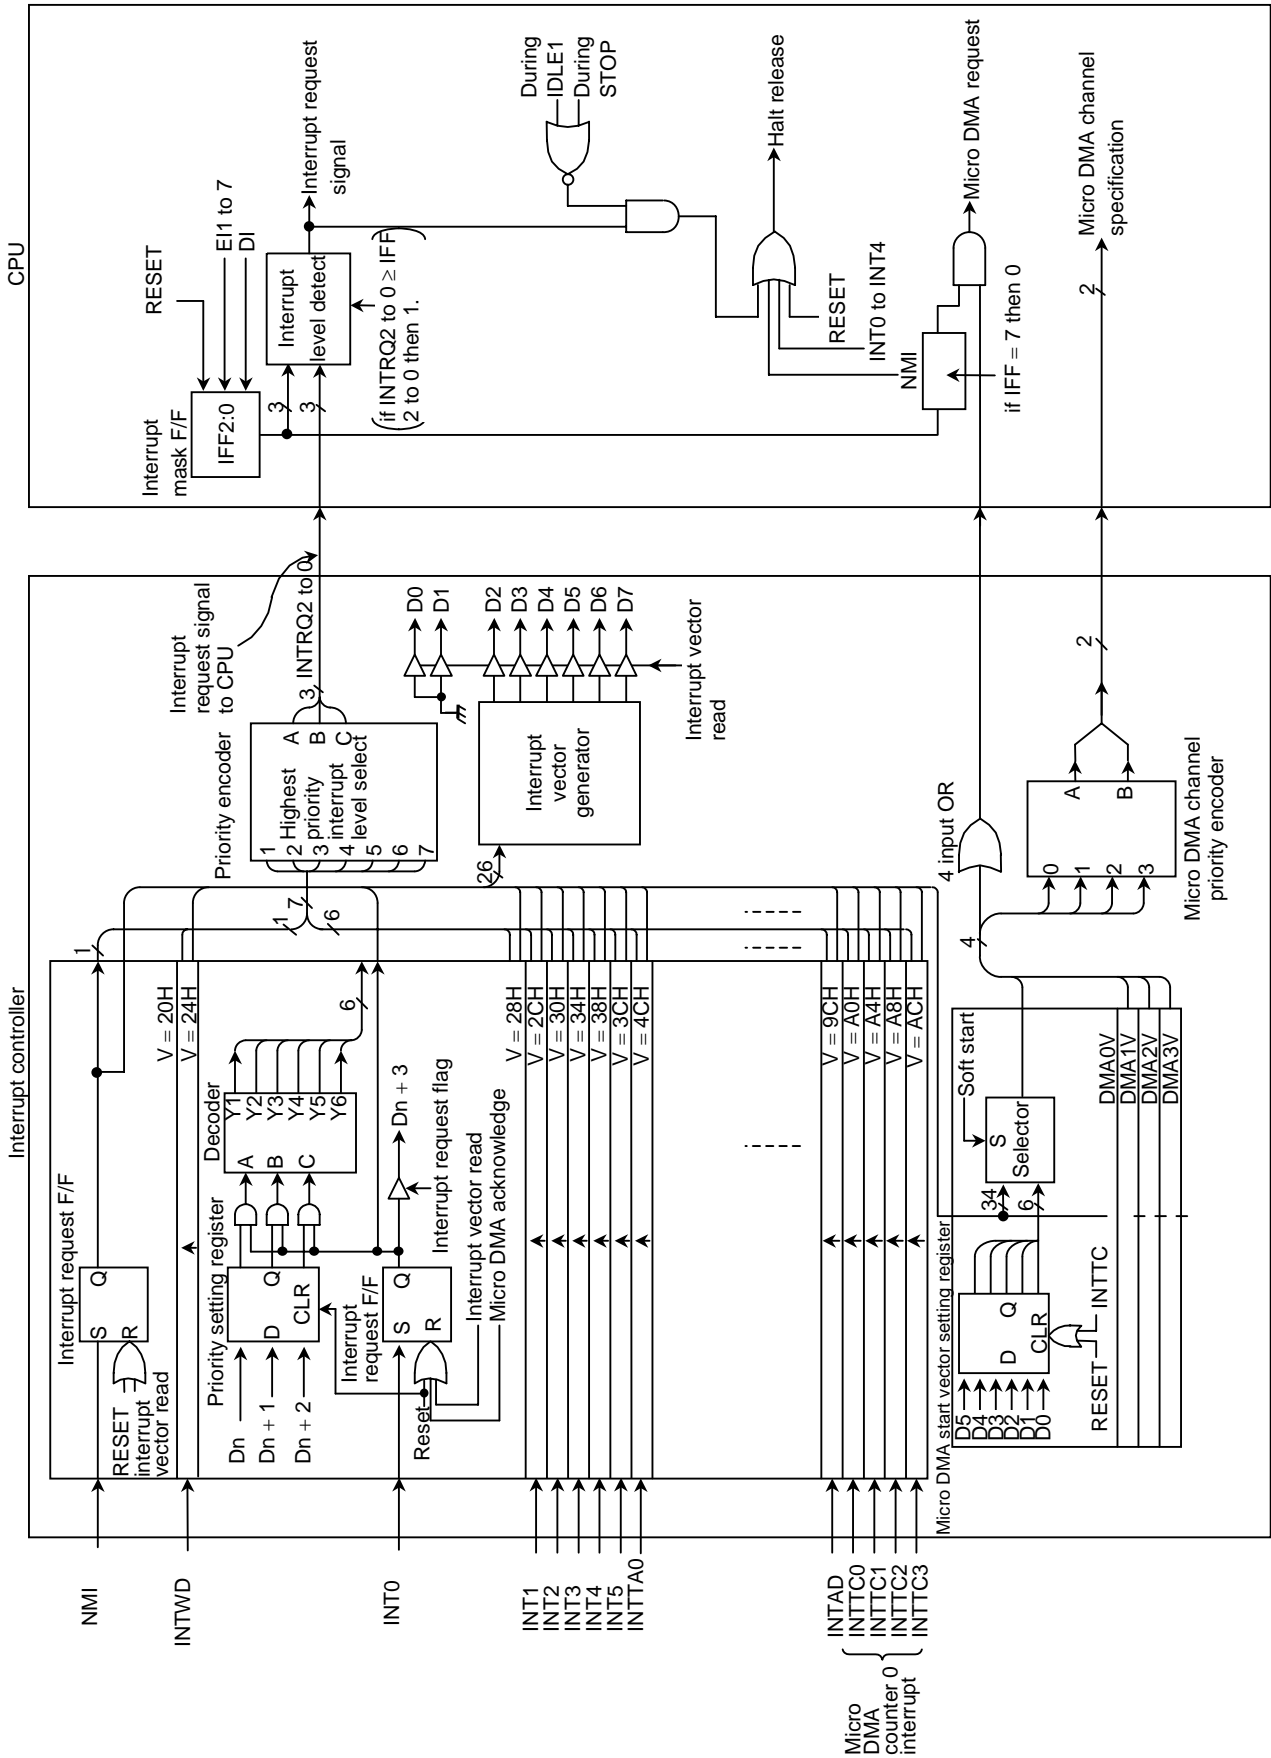 Interrupt controller
CPU
NMI
INTWD
INT0
INT1
INT2
INT3
INT4
INT5
INTTA0
INTAD
INTTC0
INTTC1
INTTC2
INTTC3
Micro
DMA
counter 0
interrupt
Interrupt request F/F
S
Q
R
RESET
interrupt
vector read
V = 20H
V = 24H
Priority setting register
Dn
Dn + 1
Dn + 2
D
Q
CLR
Decoder
A
B
C
Y1
Y2
Y3
Y4
Y5
Y6
6
Interrupt
request F/F
S
Q
R
Reset
Dn + 3
Interrupt request flag
Interrupt vector read
Micro DMA acknowledge
V = 28H
V = 2CH
V = 30H
V = 34H
V = 38H
V = 3CH
V = 4CH
V = 9CH
V = A0H
V = A4H
V = A8H
V = ACH
1
1
7
6
Priority encoder
1
2
3
4
5
6
7
Highest
priority
interrupt
level select
A
B
C
3
INTRQ2 to 0
Interrupt
request signal
to CPU
26
Interrupt
vector
generator
D0
D1
D2
D3
D4
D5
D6
D7
Interrupt vector
read
Micro DMA start vector setting register
D5
D4
D3
D2
D1
D0
D
Q
CLR
RESET
INTTC
34
6
S
Selector
Soft start
DMA0V
DMA1V
DMA2V
DMA3V
4
4 input OR
0
1
2
3
A
B
Micro DMA channel
priority encoder
2
Interrupt
mask F/F
IFF2:0
RESET
EI1 to 7
DI
3
3
Interrupt
level detect
if INTRQ2 to 0 ≥ IFF
2 to 0 then 1.
Interrupt request
signal
During
IDLE1
During
STOP
Halt release
RESET
INT0 to INT4
NMI
if IFF = 7 then 0
Micro DMA request
2
Micro DMA channel
specification